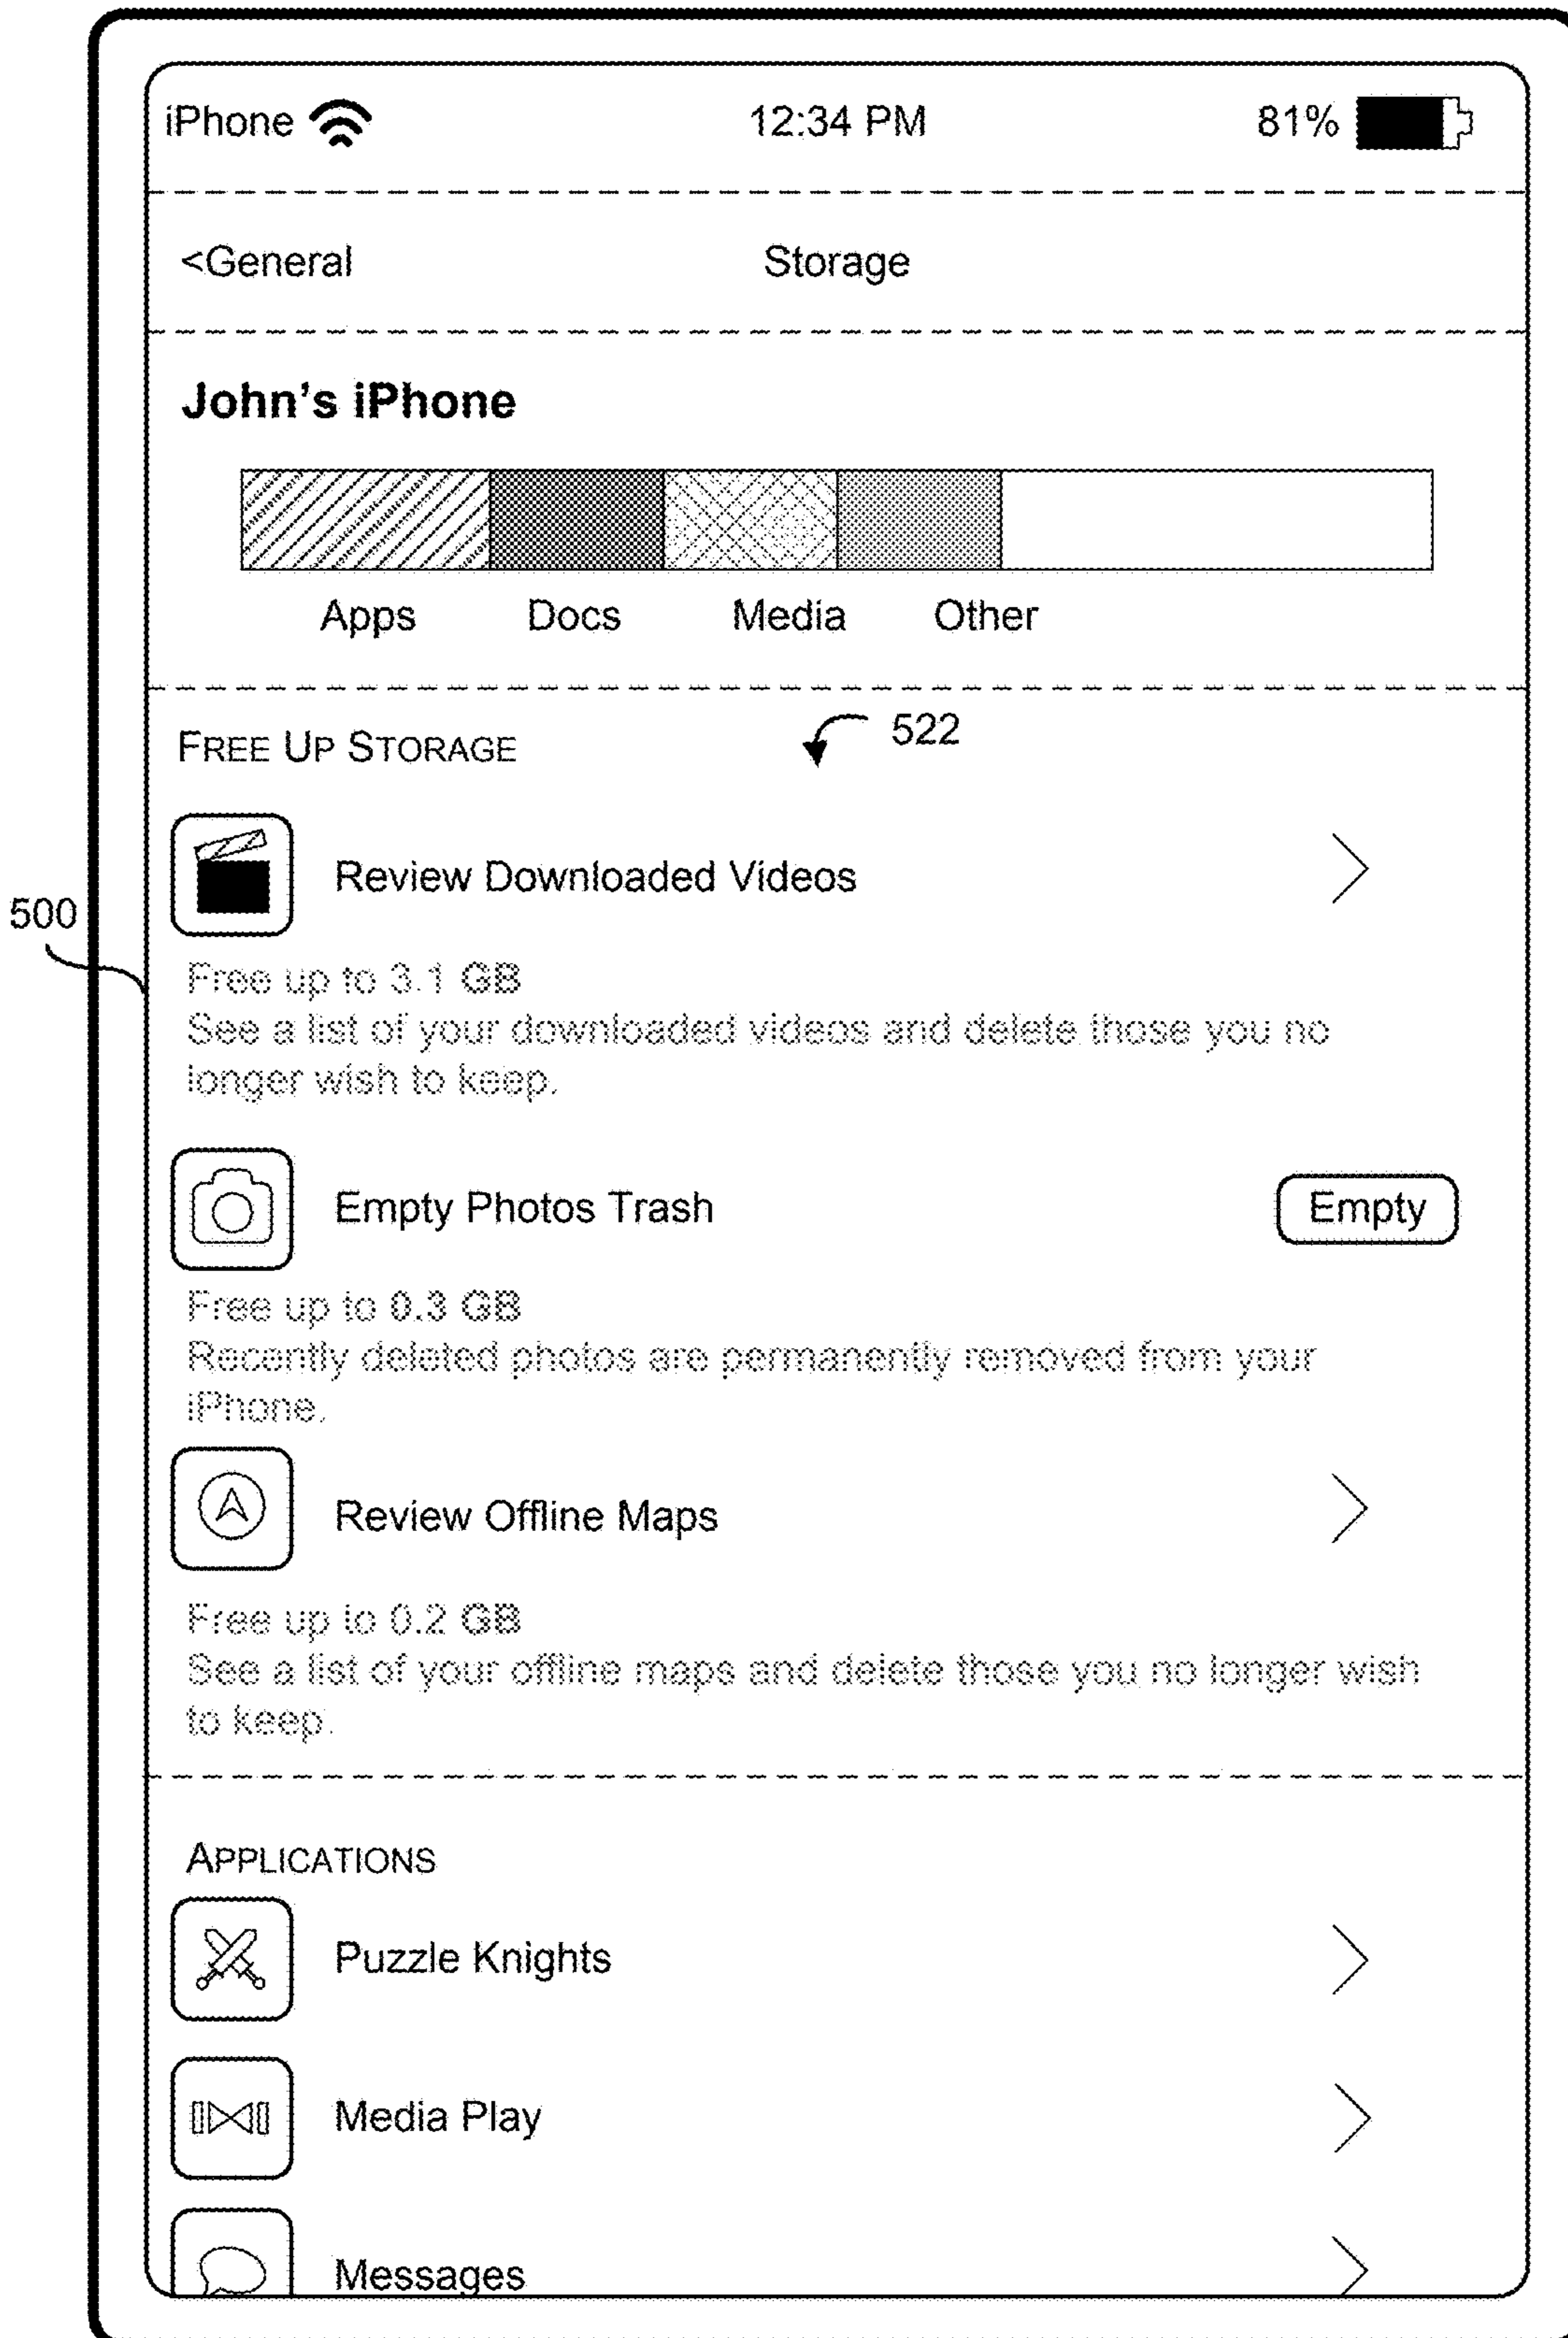 iPhone 12:34 PM 81%
<General Storage
John's iPhone
Apps Docs Media Other
FREE UP STORAGE 522
Review Downloaded Videos
500
Free up to 3.1 GB
See a list of your downloaded videos and delete those you no
longer wish to keep.
Empty Photos Trash Empty
Free up to 0.3 GB
Recently deleted photos are permanently removed from your
iPhone.
Review Offline Maps
Free up to 0.2 GB
See a list of your offline maps and delete those you no longer wish
to keep.
APPLICATIONS
Puzzle Knights
Media Play
Messages